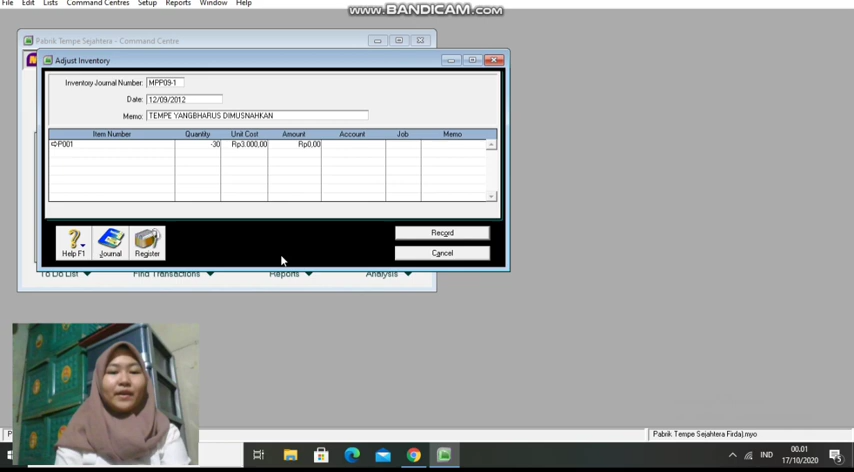 www.BANDICAM.com
File Edit Lists Command Centres Setup Reports Window Help
Pabrik Tempe Sejahtera - Command Centre
Adjust Inventory
Inventory Journal Number: MPP09-1
Date: 12/09/2012
Memo: TEMPE YANGBHARUS DIMUSNAHKAN
Item Number Quantity Unit Cost Amount Account Job Memo
P001 -30 Rp3.000,00 Rp0,00
Record
Help F1 Journal Register
Cancel
To Do List Find Transactions Reports Analysis
Pabrik Tempe Sejahtera Firda).myo
IND
00.01
17/10/2020
5